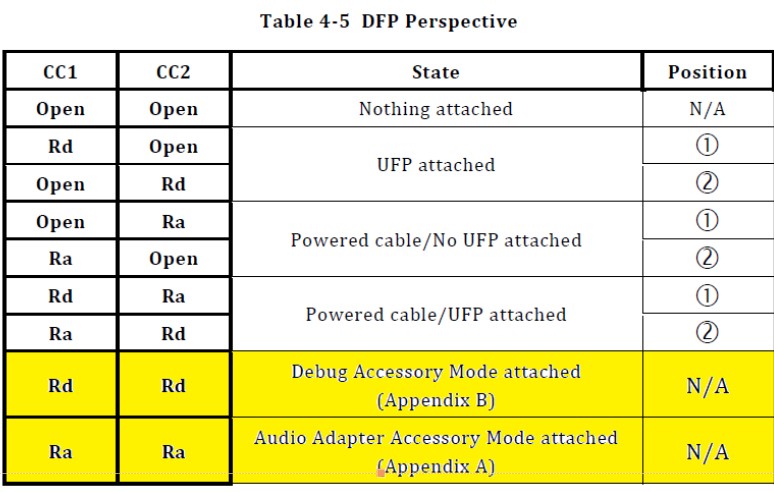 Table 4-5 DFP Perspective
CC1 CC2 State Position
Open Open Nothing attached N/A
Rd Open UFP attached ①
Open Rd ②
Open Ra Powered cable/No UFP attached ①
Ra Open ②
Rd Ra Powered cable/UFP attached ①
Ra Rd ②
Rd Rd Debug Accessory Mode attached
(Appendix B) N/A
Ra Ra Audio Adapter Accessory Mode attached
(Appendix A) N/A